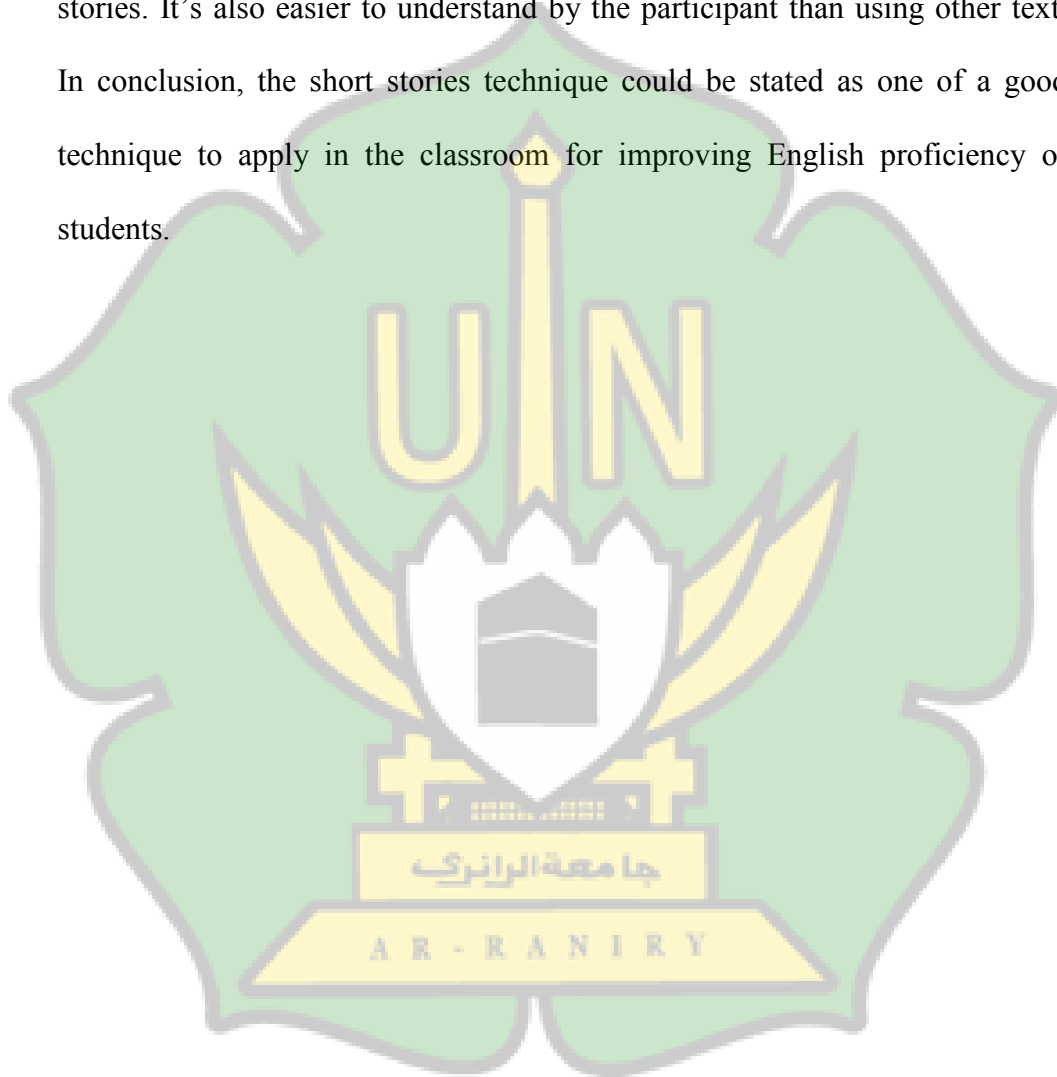 stories. It’s also easier to understand by the participant than using other text
In conclusion, the short stories technique could be stated as one of a good
technique to apply in the classroom for improving English proficiency o
students.
UIN
جامعة الرانري
AR-RANIRY